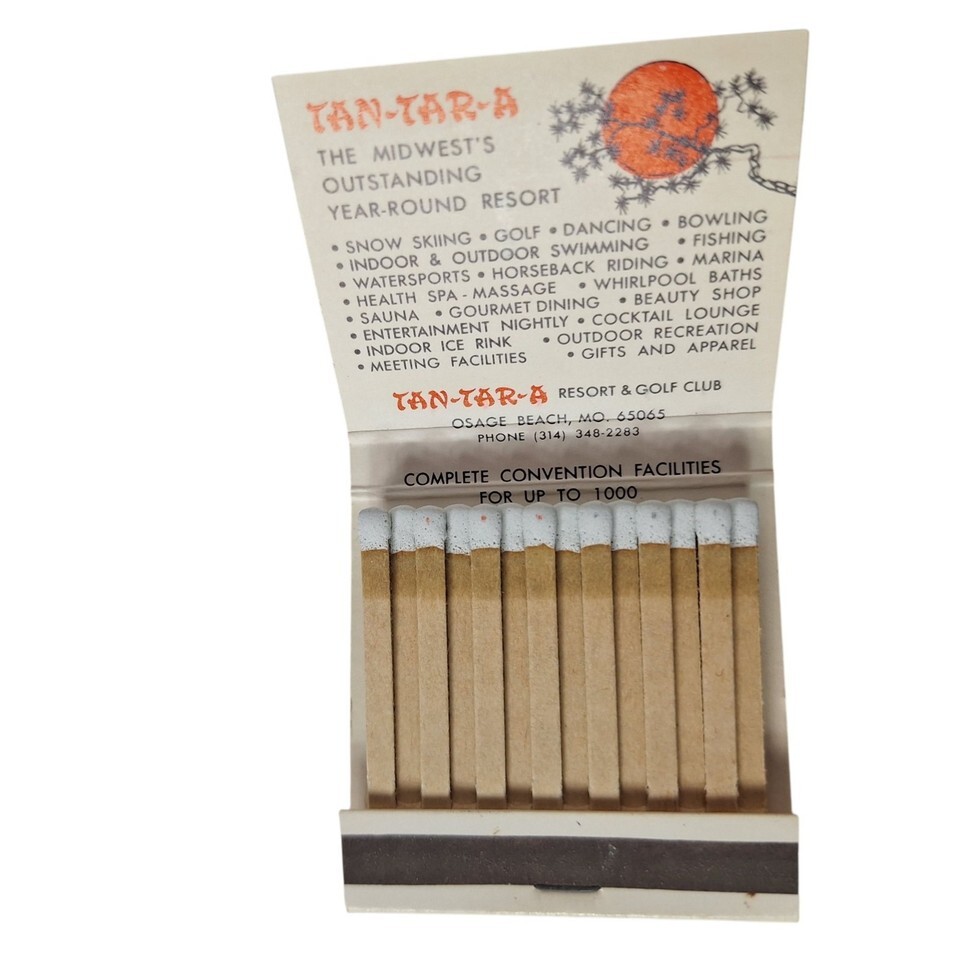 TAN-TAR-A
THE MIDWEST'S
OUTSTANDING
YEAR-ROUND RESORT
• SNOW SKIING • GOLF • DANCING • BOWLING
• INDOOR & OUTDOOR SWIMMING • FISHING
• WATERSPORTS • HORSEBACK RIDING • MARINA
• HEALTH SPA - MASSAGE • WHIRLPOOL BATHS
• SAUNA • GOURMET DINING • BEAUTY SHOP
• ENTERTAINMENT NIGHTLY • COCKTAIL LOUNGE
• INDOOR ICE RINK • OUTDOOR RECREATION
• MEETING FACILITIES • GIFTS AND APPAREL
TAN-TAR-A RESORT & GOLF CLUB
OSAGE BEACH, MO. 65065
PHONE (314) 348-2283
COMPLETE CONVENTION FACILITIES
FOR UP TO 1000